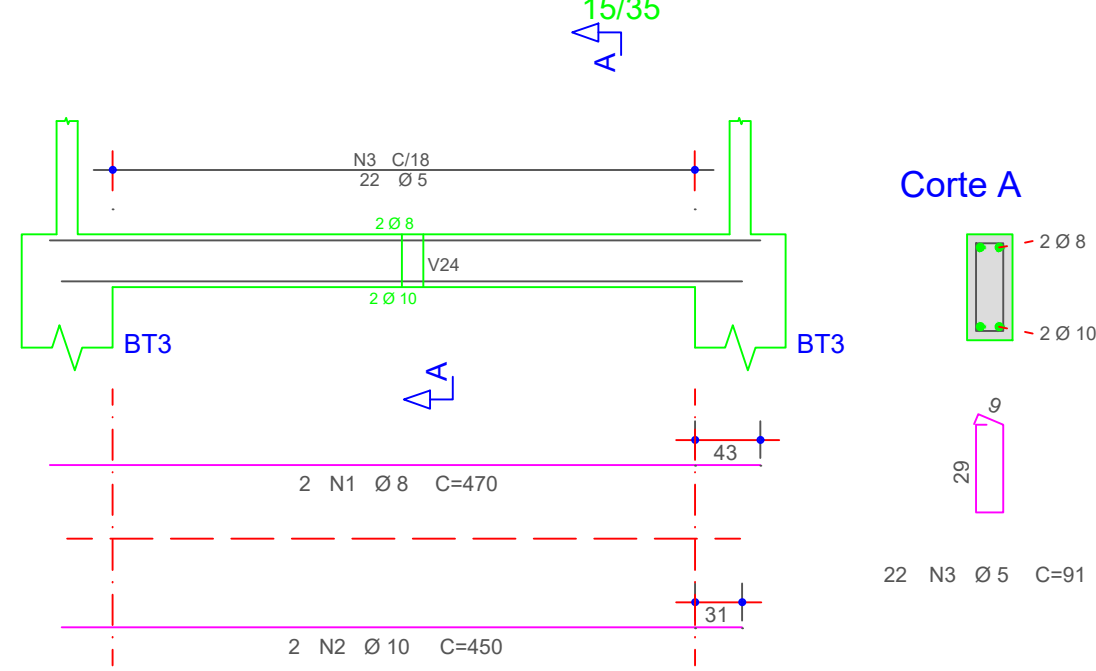 15/35
A
N3 C/18
22 Ø 5
Corte A
2 Ø 8
2 Ø 8
V24
2 Ø 10
2 Ø 10
BT3
BT3
A
9
43
29
2 N1 Ø 8 C=470
22 N3 Ø 5 C=91
31
2 N2 Ø 10 C=450